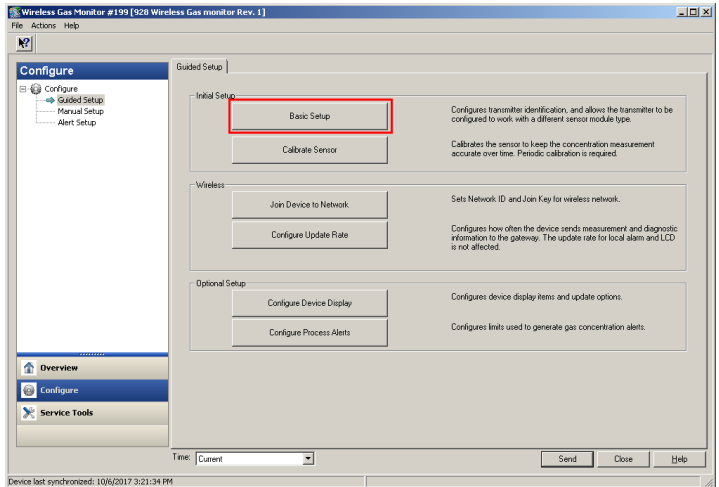 Wireless Gas Monitor #199 [928 Wireless Gas monitor Rev. 1]
File Actions Help
Configure
Configure
Guided Setup
Manual Setup
Alert Setup
Overview
Configure
Service Tools
Guided Setup
Initial Setup
Basic Setup
Configures transmitter identification, and allows the transmitter to be
configured to work with a different sensor module type.
Calibrate Sensor
Calibrates the sensor to keep the concentration measurement
accurate over time. Periodic calibration is required.
Wireless
Join Device to Network
Sets Network ID and Join Key for wireless network.
Configure Update Rate
Configures how often the device sends measurement and diagnostic
information to the gateway. The update rate for local alarm and LCD
is not affected.
Optional Setup
Configure Device Display
Configures device display items and update options.
Configure Process Alerts
Configures limits used to generate gas concentration alerts.
Time: Current
Send Close Help
Device last synchronized: 10/6/2017 3:21:34 PM